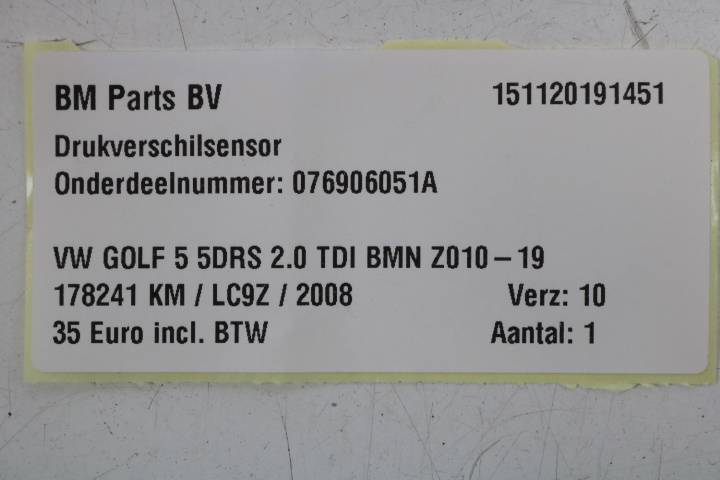 BM Parts BV 151120191451
Drukverschilsensor
Onderdeelnummer: 076906051A
VW GOLF 5 5DRS 2.0 TDI BMN Z010 – 19
178241 KM / LC9Z / 2008 Verz: 10
35 Euro incl. BTW Aantal: 1